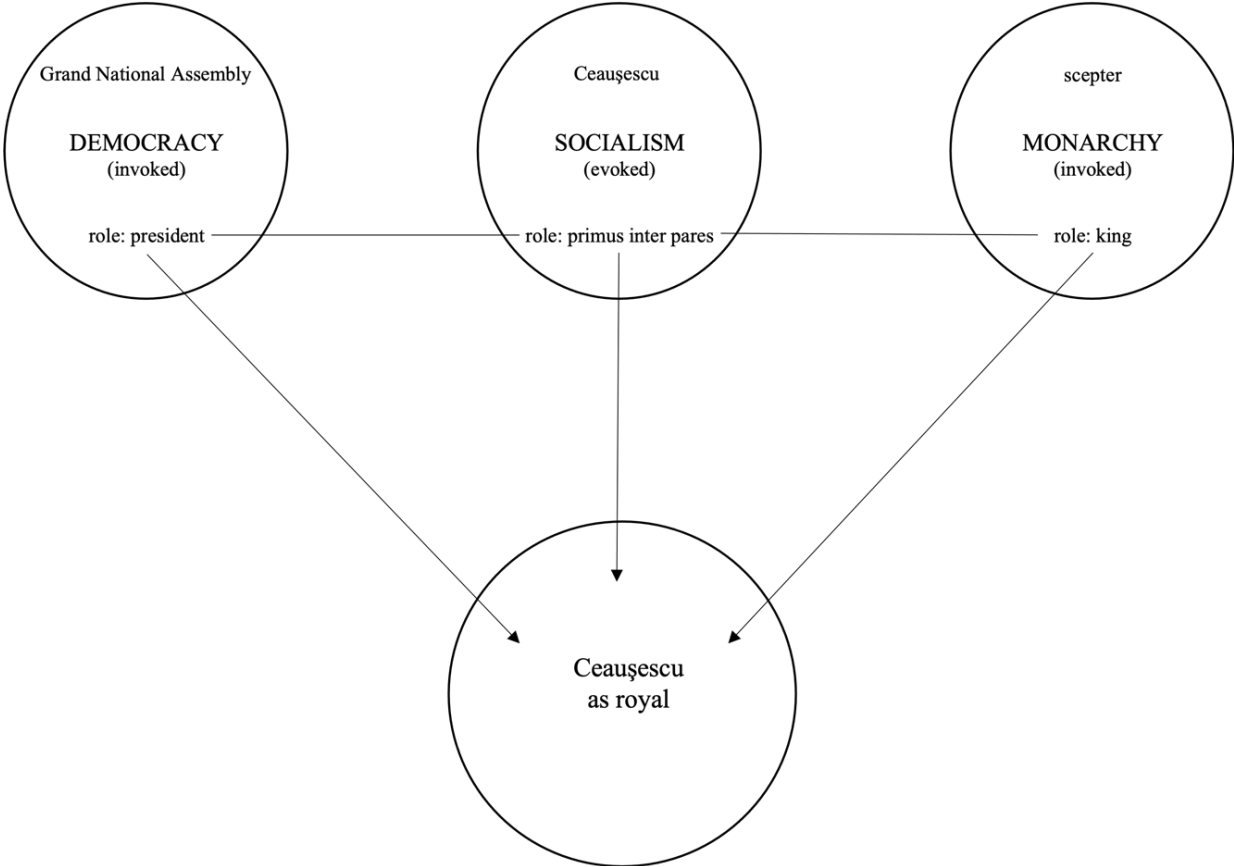 Grand National Assembly
DEMOCRACY
(invoked)
role: president
Ceauşescu
SOCIALISM
(evoked)
role: primus inter pares
scepter
MONARCHY
(invoked)
role: king
Ceauşescu
as royal